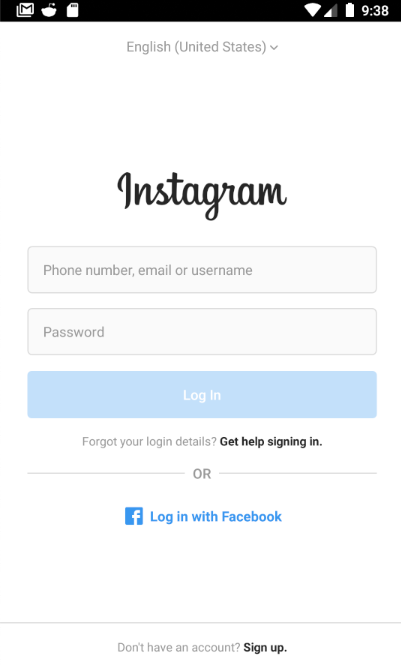 9:38
English (United States)
Instagram
Phone number, email or username
Password
Log In
Forgot your login details? Get help signing in.
OR
Log in with Facebook
Don't have an account? Sign up.